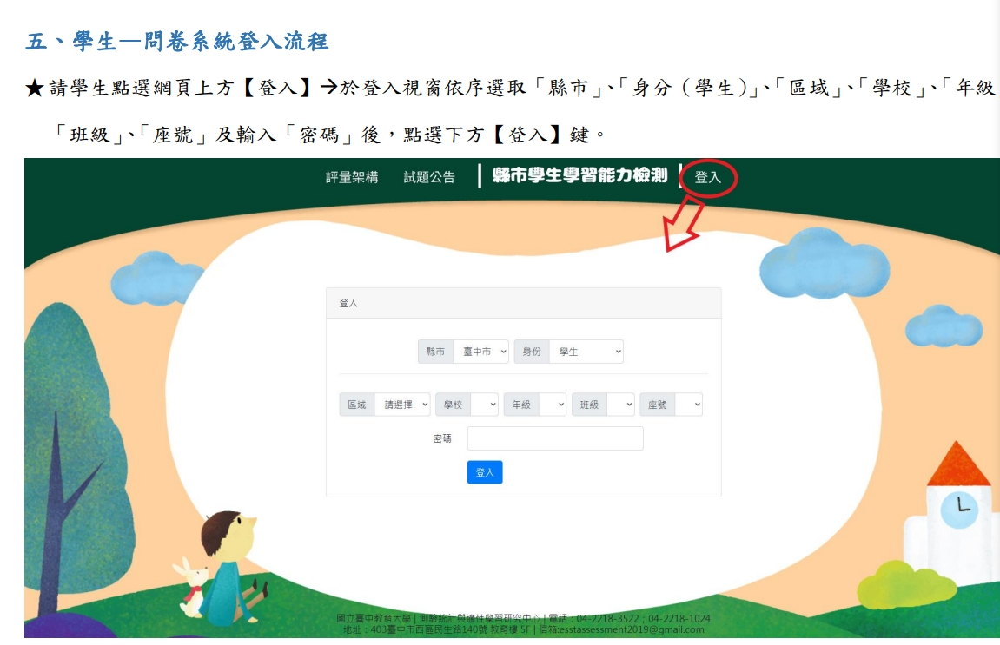 五、學生—問卷系統登入流程
★請學生點選網頁上方【登入】→於登入視窗依序選取「縣市」、「身分（學生）」、「區域」、「學校」、「年級
「班級」、「座號」及輸入「密碼」後，點選下方【登入】鍵。
評量架構 試題公告 縣市學生學習能力檢測 登入
登入
縣市 臺中市 身份 學生
區域 請選擇 學校 年級 班級 座號
密碼
登入
國立臺中教育大學 | 測驗統計與適性學習研究中心 | 電話：04-2218-3522；04-2218-1024
地址：403臺中市西區民生路140號 教育樓 5F | 信箱:esstassessment2019@gmail.com